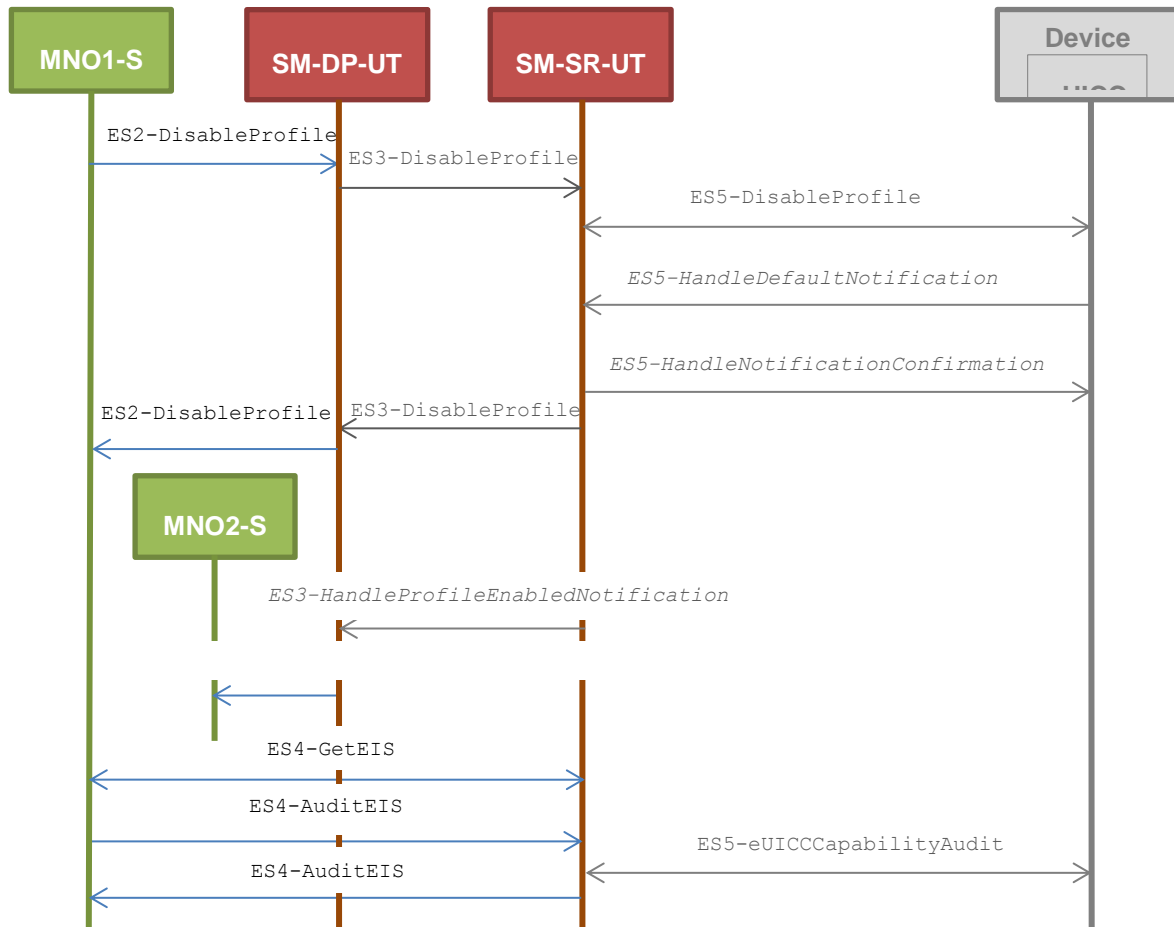 MNO1-S
SM-DP-UT
SM-SR-UT
Device
ES2-DisableProfile
ES3-DisableProfile
ES5-DisableProfile
ES5-HandleDefaultNotification
ES5-HandleNotificationConfirmation
ES2-DisableProfile
ES3-DisableProfile
MNO2-S
ES3-HandleProfileEnabledNotification
ES4-GetEIS
ES4-AuditEIS
ES5-eUICCCapabilityAudit
ES4-AuditEIS